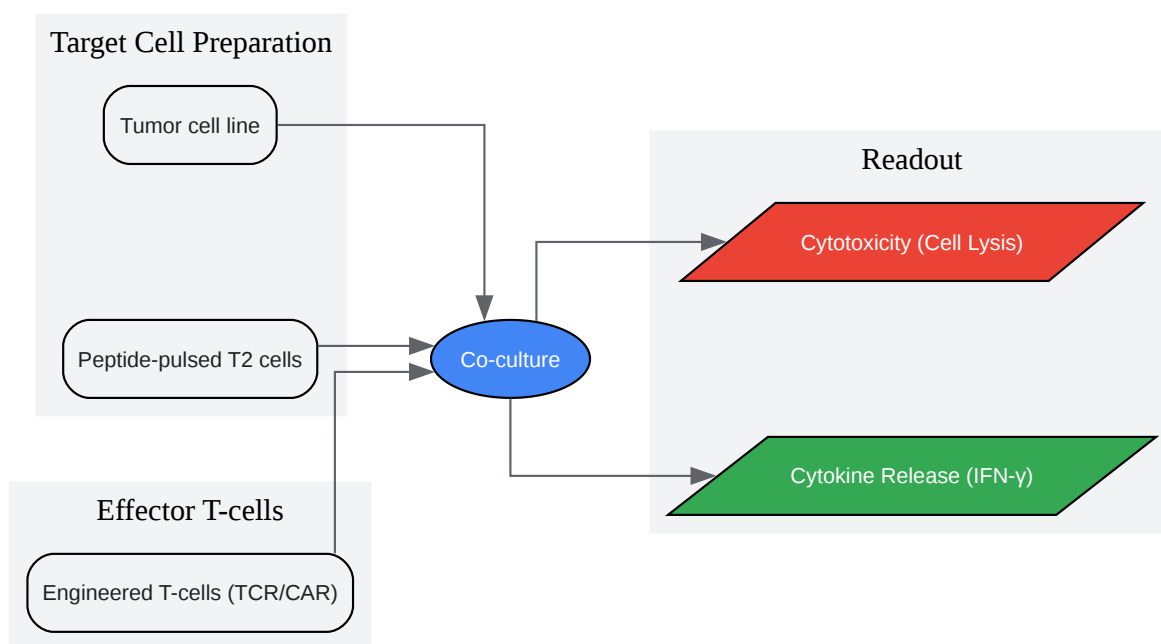 Target Cell Preparation
Tumor cell line
Peptide-pulsed T2 cells
Effector T-cells
Engineered T-cells (TCR/CAR)
Co-culture
Readout
Cytotoxicity (Cell Lysis)
Cytokine Release (IFN-γ)